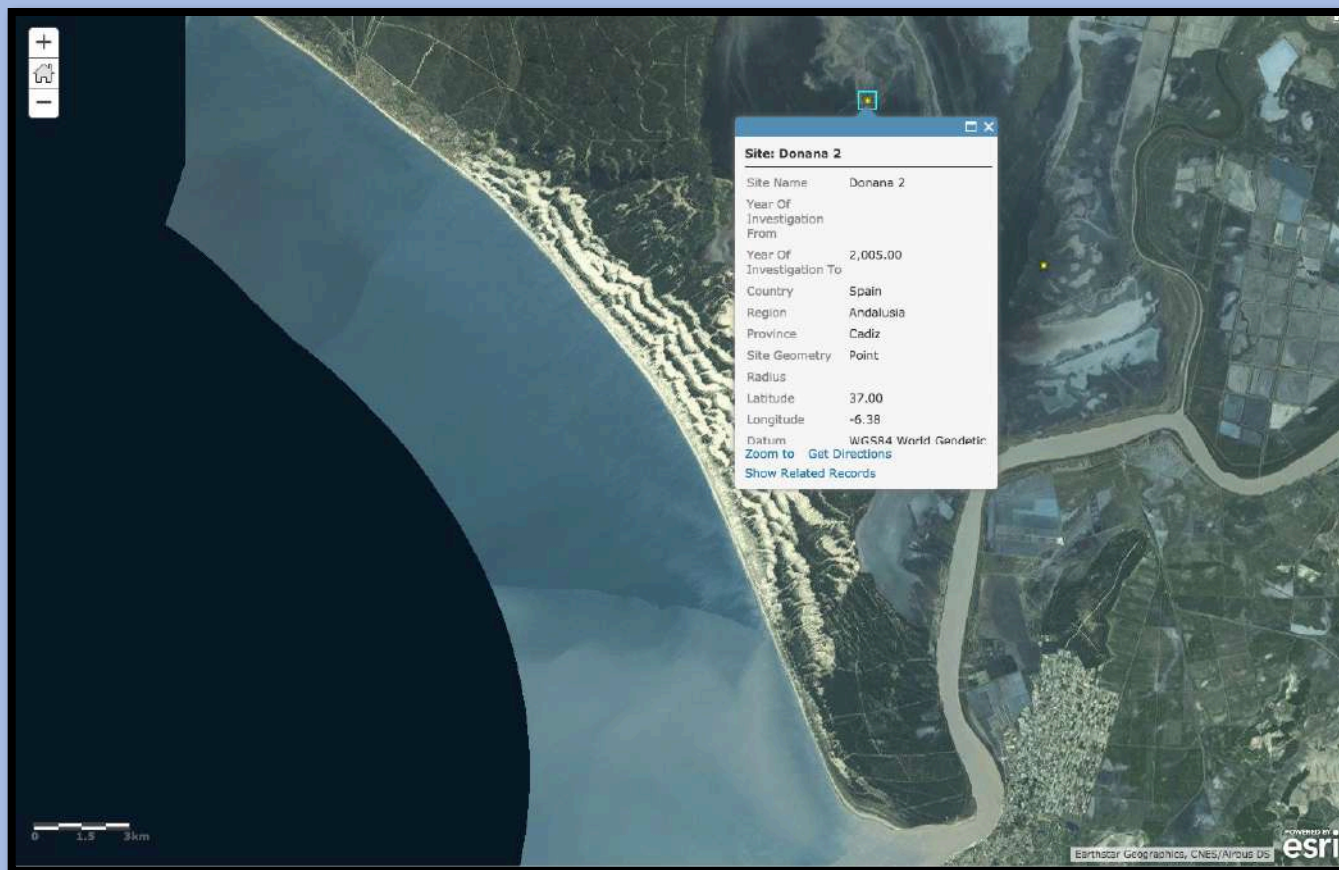 +
−
Site: Donana 2
Site Name Donana 2
Year Of
Investigation
From
Year Of 2,005.00
Investigation To
Country Spain
Region Andalusia
Province Cadiz
Site Geometry Point
Radius
Latitude 37.00
Longitude -6.38
Datum WGS84 World Gendetic
Zoom to Get Directions
Show Related Records
0 1.5 3km
POWERED BY
esri
Earthstar Geographics, CNES/Airbus DS